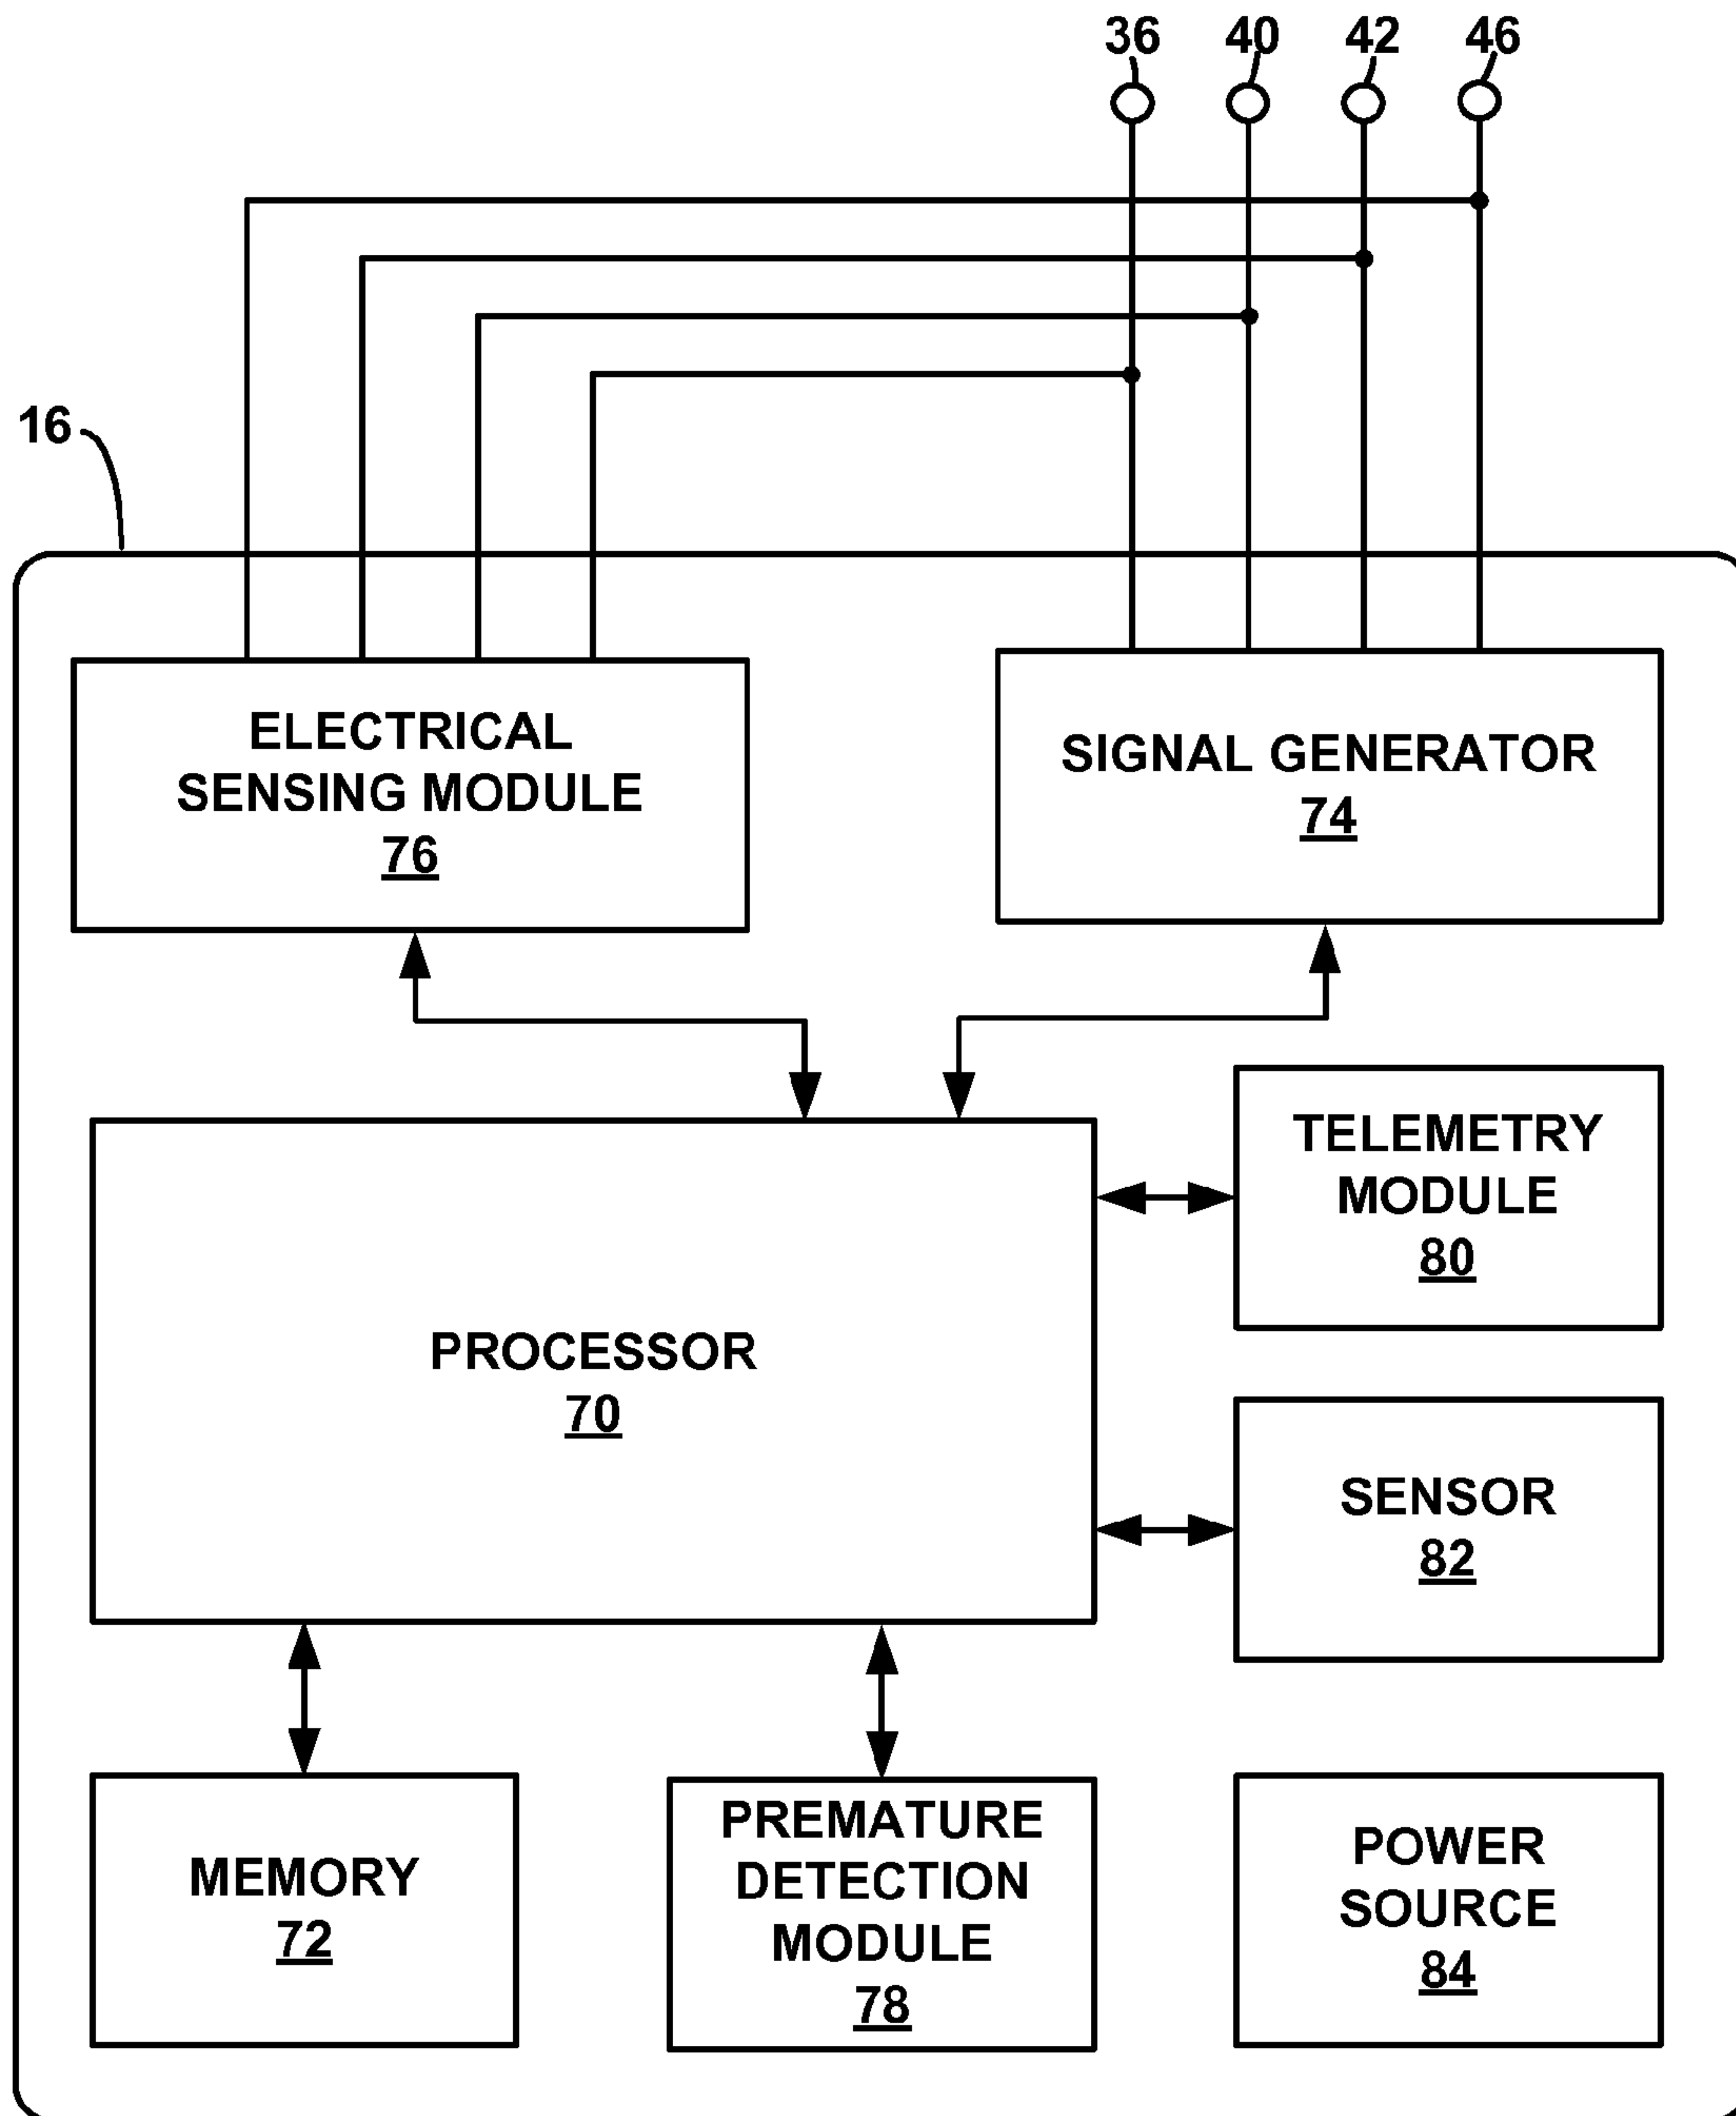 36 40 42 46
16
ELECTRICAL
SENSING MODULE
76
SIGNAL GENERATOR
74
TELEMETRY
MODULE
80
PROCESSOR
70
SENSOR
82
MEMORY
72
PREMATURE
DETECTION
MODULE
78
POWER
SOURCE
84